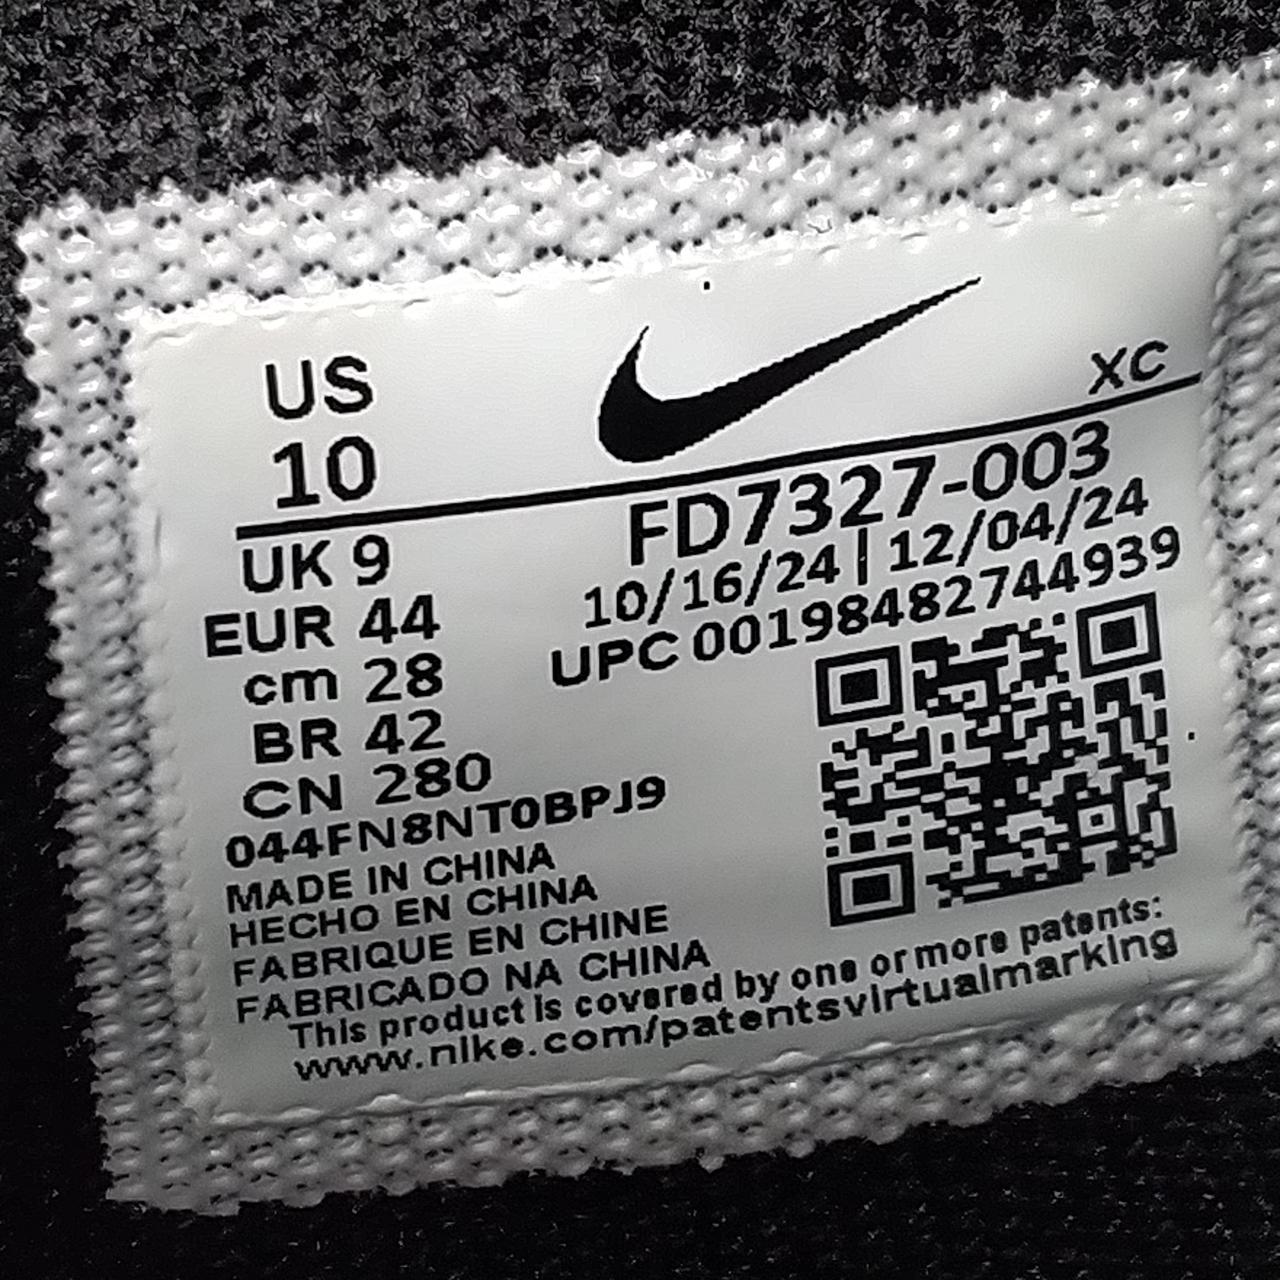 US
10
XC
UK 9
EUR 44
cm 28
BR 42
CN 280
FD7327-003
10/16/24 | 12/04/24
UPC 00198482744939
044FN8NT0BPJ9
MADE IN CHINA
HECHO EN CHINA
FABRIQUE EN CHINE
FABRICADO NA CHINA
This product is covered by one or more patents:
www.nike.com/patentsvirtualmarking